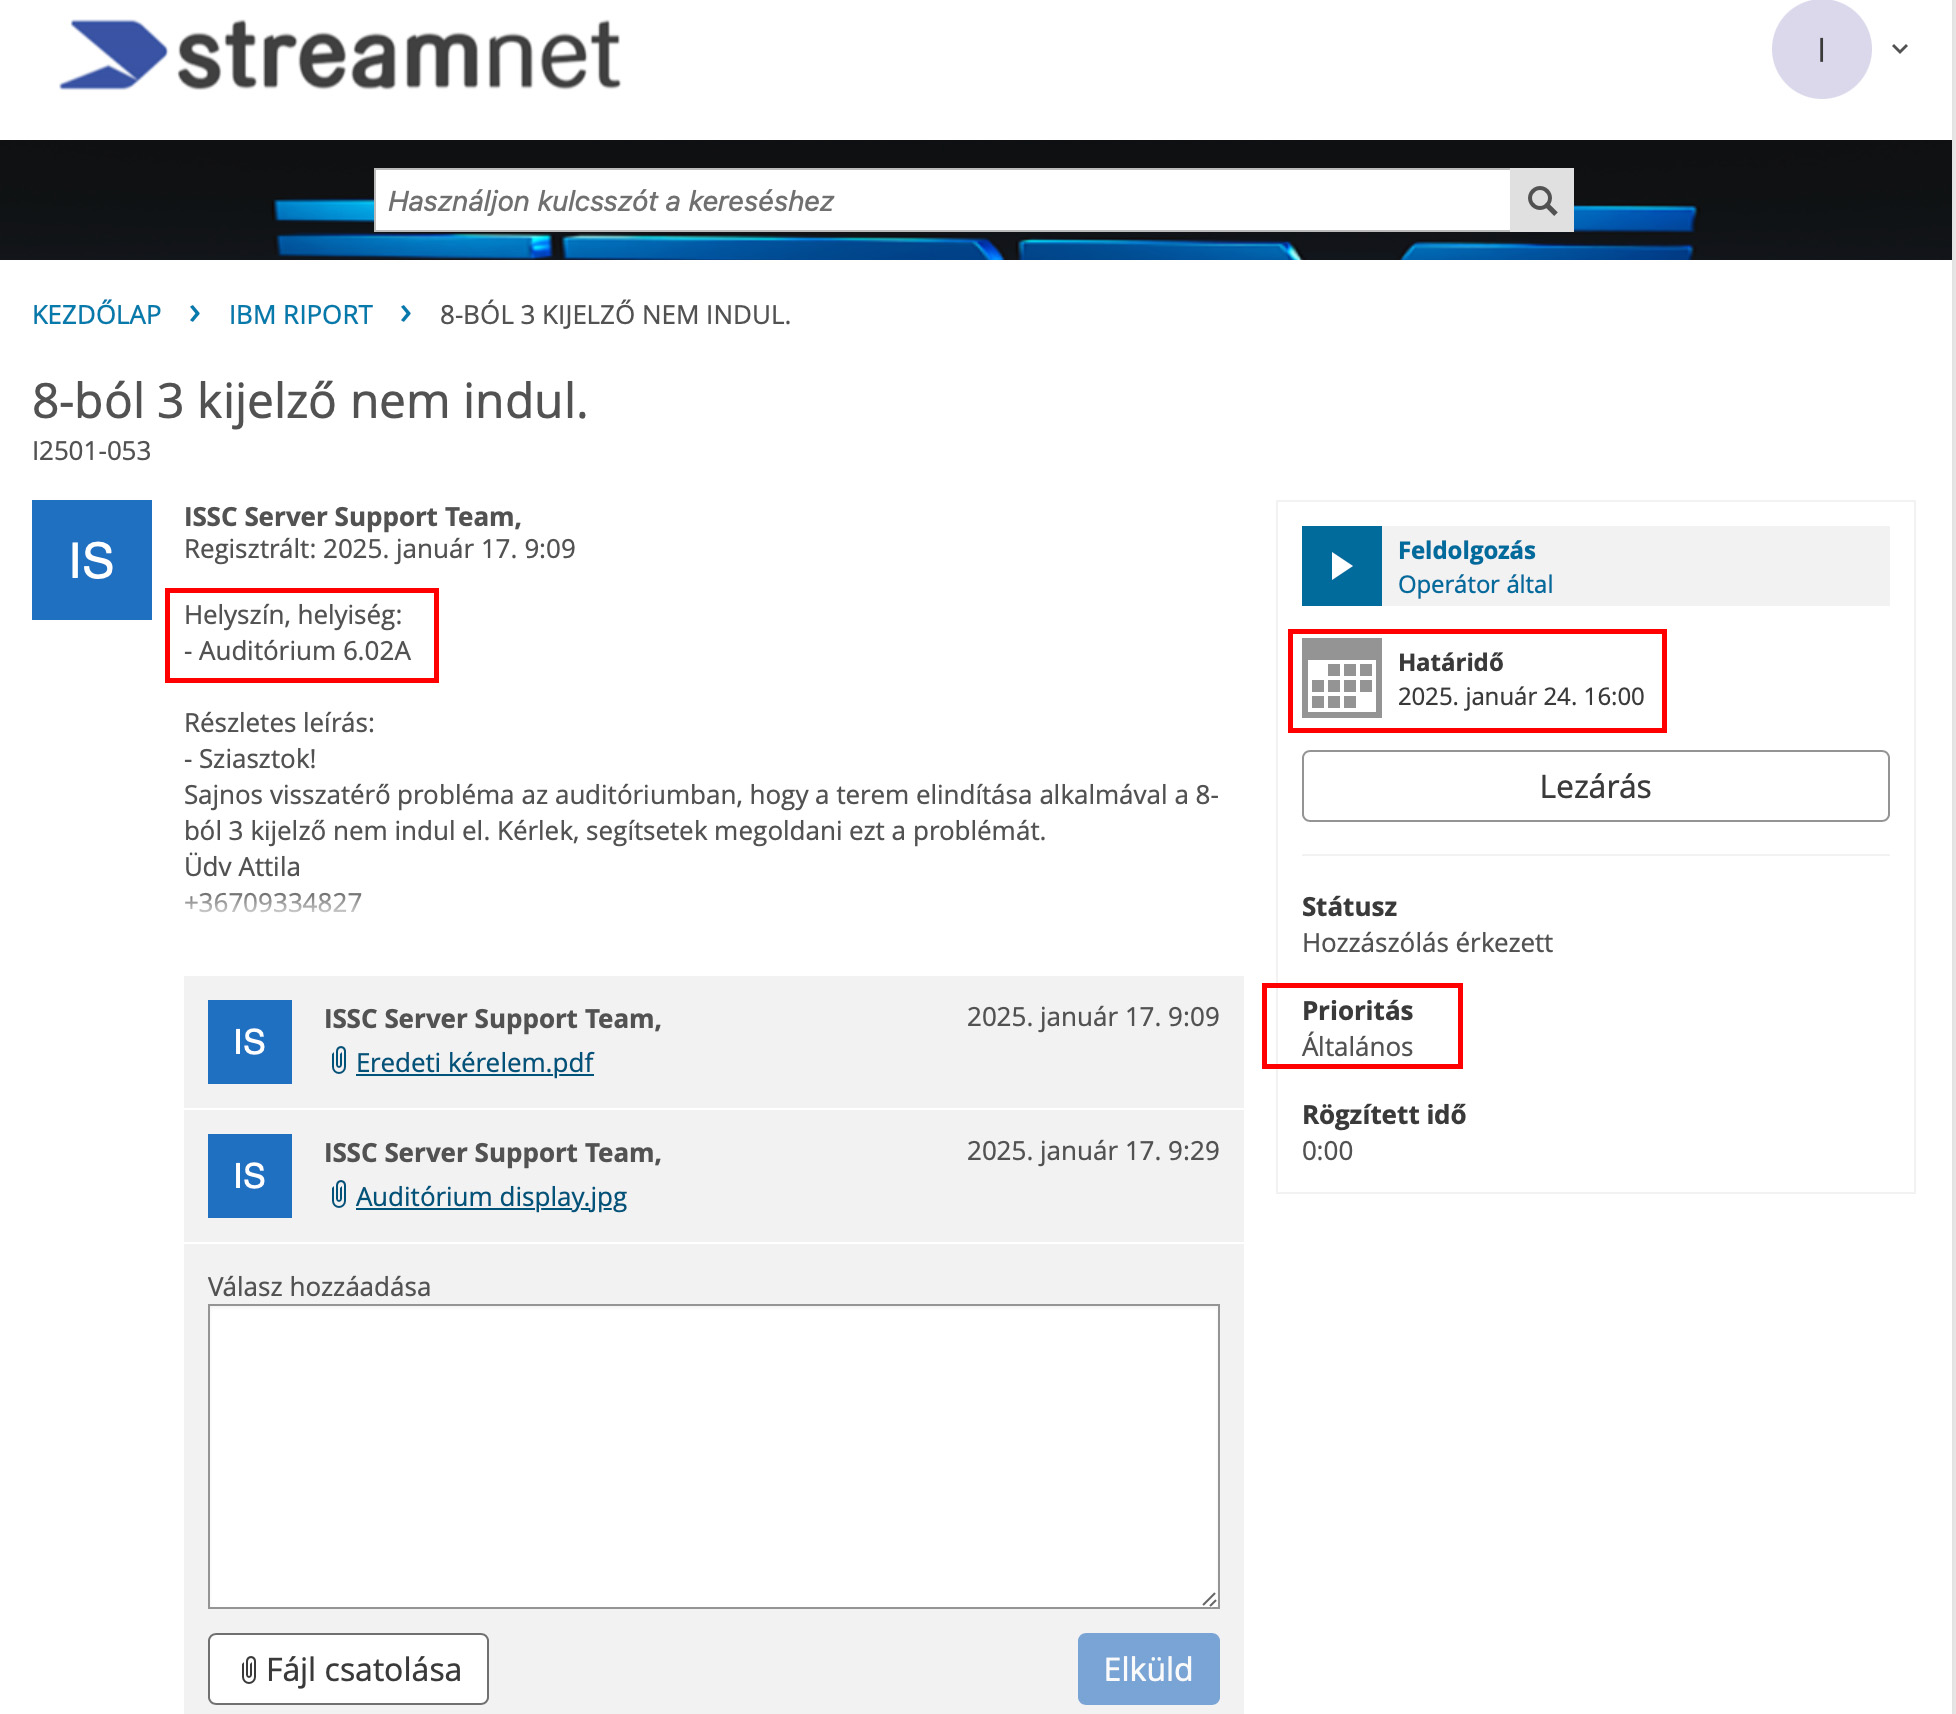 streamnet
I
Használjon kulcsszót a kereséshez
KEZDŐLAP > IBM RIPORT > 8-BÓL 3 KIJELZŐ NEM INDUL.
8-ból 3 kijelző nem indul.
I2501-053
IS
ISSC Server Support Team,
Regisztrált: 2025. január 17. 9:09
Helyszín, helyiség:
- Auditórium 6.02A
Részletes leírás:
- Sziasztok!
Sajnos visszatérő probléma az auditóriumban, hogy a terem elindítása alkalmával a 8-
ból 3 kijelző nem indul el. Kérlek, segítsetek megoldani ezt a problémát.
Üdv Attila
+36709334827
IS
ISSC Server Support Team,
2025. január 17. 9:09
Eredeti kérelem.pdf
IS
ISSC Server Support Team,
2025. január 17. 9:29
Auditórium display.jpg
Válasz hozzáadása
Fájl csatolása
Elküld
Feldolgozás
Operátor által
Határidő
2025. január 24. 16:00
Lezárás
Státusz
Hozzászólás érkezett
Prioritás
Általános
Rögzített idő
0:00